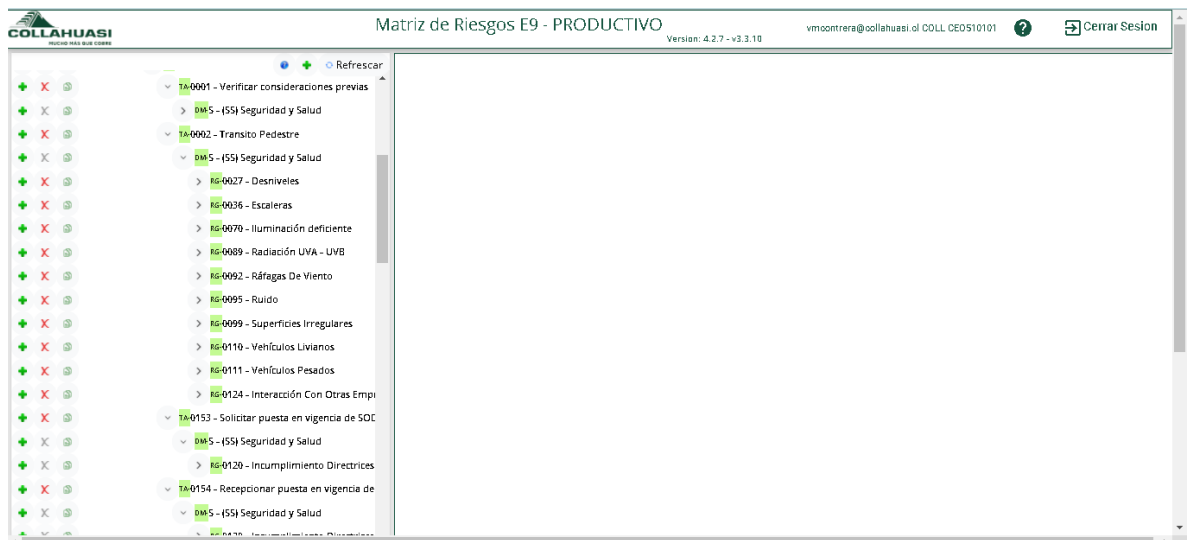 COLLAHUASI
MUCHO MÁS QUE COBRE
Matriz de Riesgos E9 - PRODUCTIVO
Version: 4.2.7 - v3.3.10
vmcontrera@collahuasi.cl COLL CEO510101
? Cerrar Sesion
Refrescar
TA-0001 - Verificar consideraciones previas
DM-S - (SS) Seguridad y Salud
TA-0002 - Transito Pedestre
DM-S - (SS) Seguridad y Salud
RG-0027 - Desniveles
RG-0036 - Escaleras
RG-0070 - Iluminación deficiente
RG-0089 - Radiación UVA - UVB
RG-0092 - Ráfagas De Viento
RG-0095 - Ruido
RG-0099 - Superficies Irregulares
RG-0110 - Vehículos Livianos
RG-0111 - Vehículos Pesados
RG-0124 - Interacción Con Otras Empr
TA-0153 - Solicitar puesta en vigencia de SOD
DM-S - (SS) Seguridad y Salud
RG-0120 - Incumplimiento Directrices
TA-0154 - Recepcionar puesta en vigencia de
DM-S - (SS) Seguridad y Salud